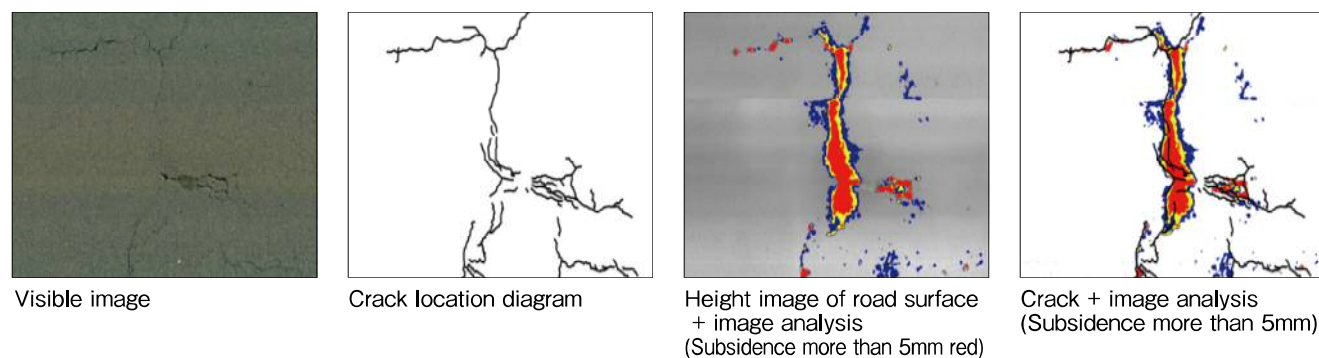 Visible image
Crack location diagram
Height image of road surface
+ image analysis
(Subsidence more than 5mm red)
Crack + image analysis
(Subsidence more than 5mm)